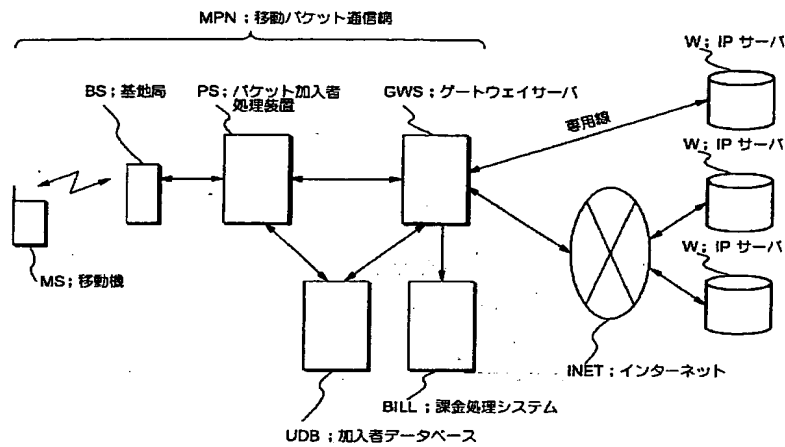 MPN ; 移動パケット通信網
BS ; 基地局
PS ; パケット加入者
処理装置
GWS ; ゲートウェイサーバ
W ; IP サーバ
専用線
W ; IP サーバ
W ; IP サーバ
MS ; 移動機
INET ; インターネット
BILL ; 課金処理システム
UDB ; 加入者データベース